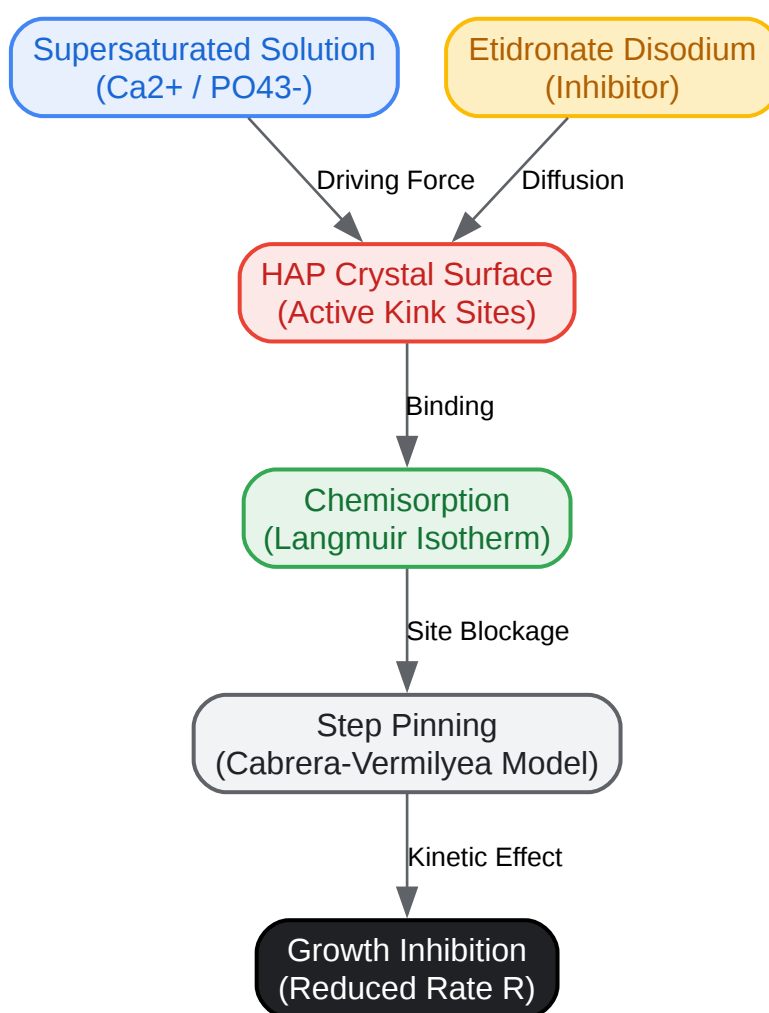 Supersaturated Solution
(Ca2+ / PO43-)
Etidronate Disodium
(Inhibitor)
Driving Force
Diffusion
HAP Crystal Surface
(Active Kink Sites)
Binding
Chemisorption
(Langmuir Isotherm)
Site Blockage
Step Pinning
(Cabrera-Vermilyea Model)
Kinetic Effect
Growth Inhibition
(Reduced Rate R)